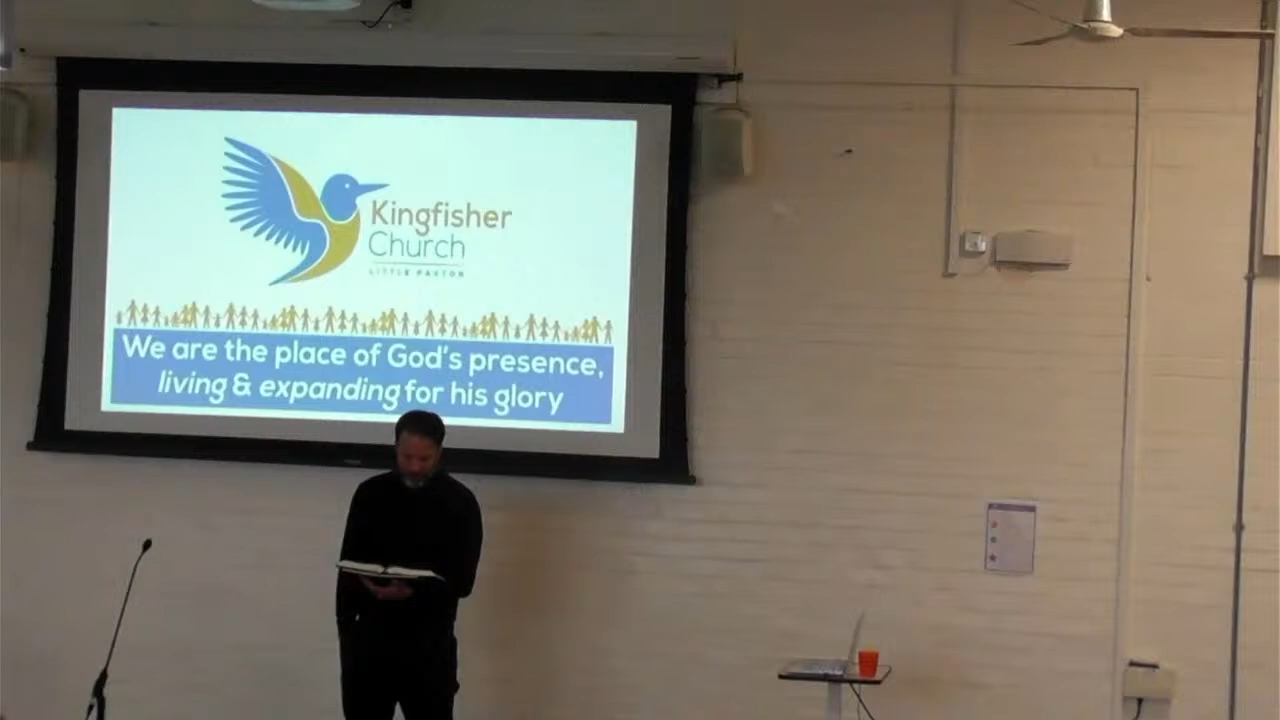 Kingfisher
Church
LITTLE PAXTON
We are the place of God's presence,
living & expanding for his glory